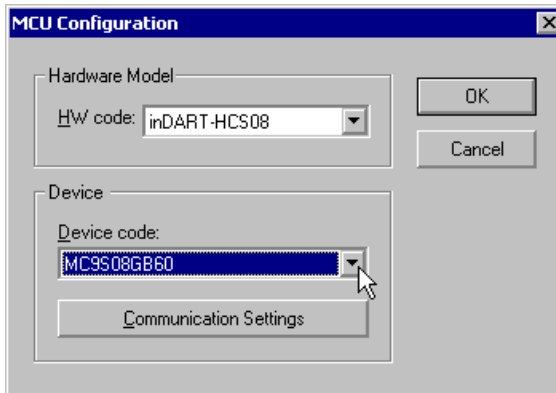 MCU Configuration
Hardware Model
HW code: inDART-HCS08
OK
Cancel
Device
Device code:
MC9S08GB60
Communication Settings